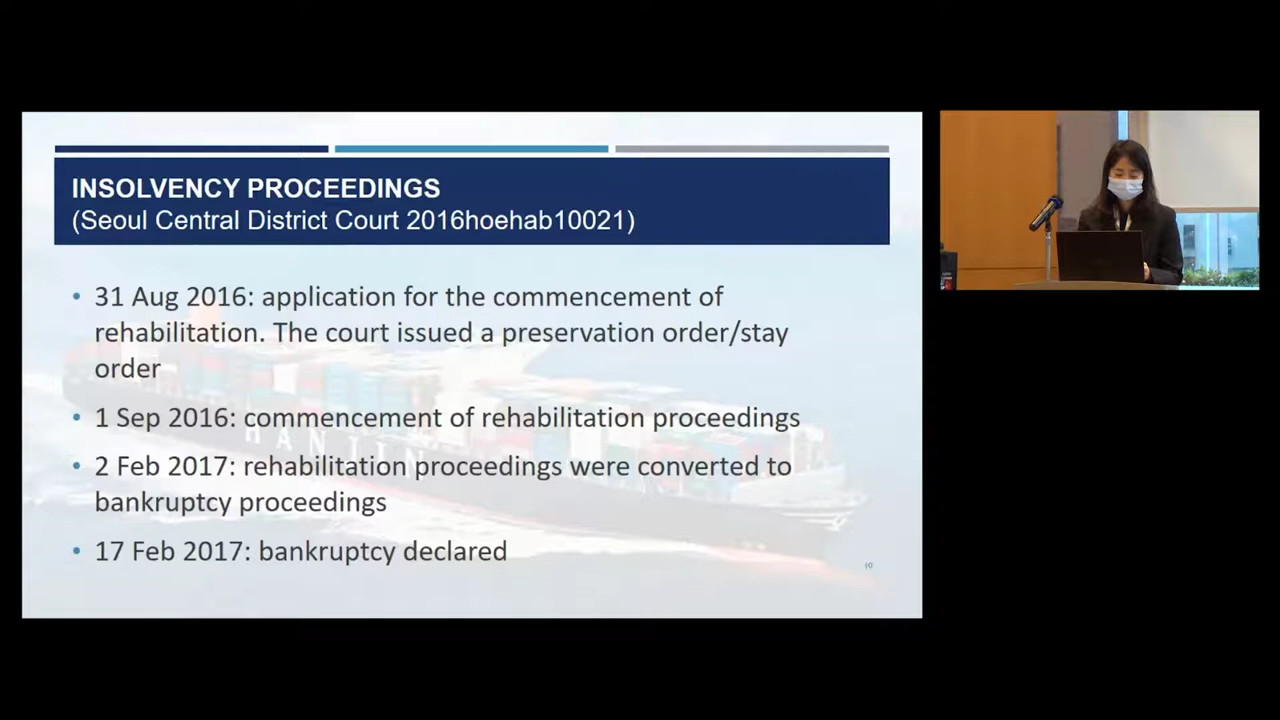 INSOLVENCY PROCEEDINGS
(Seoul Central District Court 2016hoehab10021)
• 31 Aug 2016: application for the commencement of
rehabilitation. The court issued a preservation order/stay
order
• 1 Sep 2016: commencement of rehabilitation proceedings
• 2 Feb 2017: rehabilitation proceedings were converted to
bankruptcy proceedings
• 17 Feb 2017: bankruptcy declared
HANJIN
10